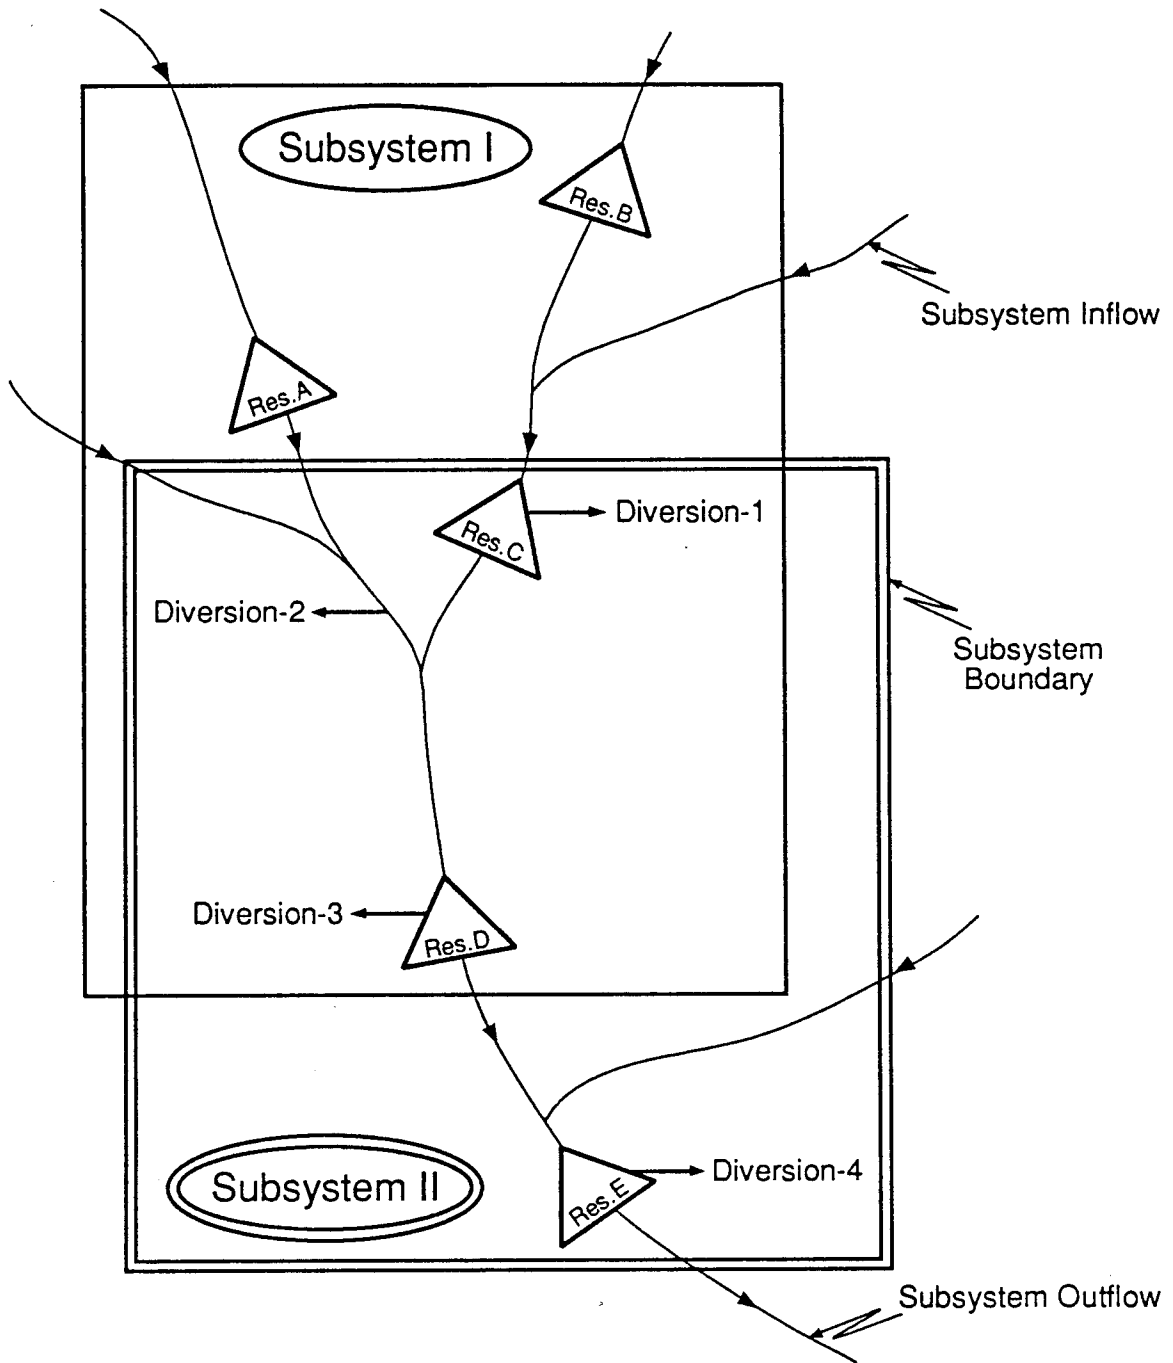 Subsystem I
Res.B
Subsystem Inflow
Res.A
Res.C
Diversion-1
Diversion-2
Subsystem
Boundary
Diversion-3
Res.D
Subsystem II
Res.E
Diversion-4
Subsystem Outflow